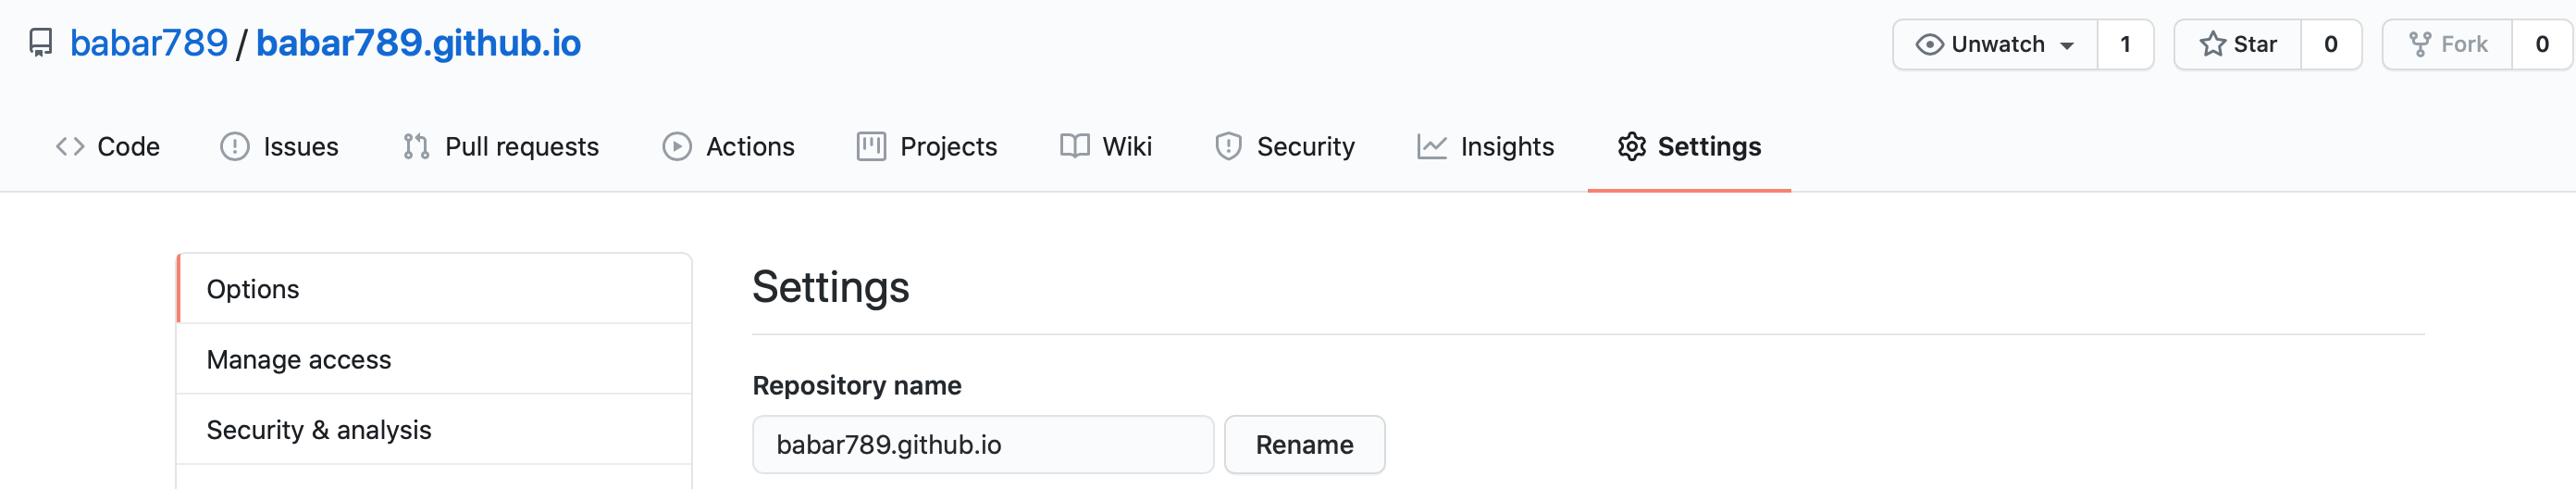 babar789 / babar789.github.io
Unwatch 1 Star 0 Fork 0
Code Issues Pull requests Actions Projects Wiki Security Insights Settings
Options
Manage access
Security & analysis
Settings
Repository name
babar789.github.io Rename